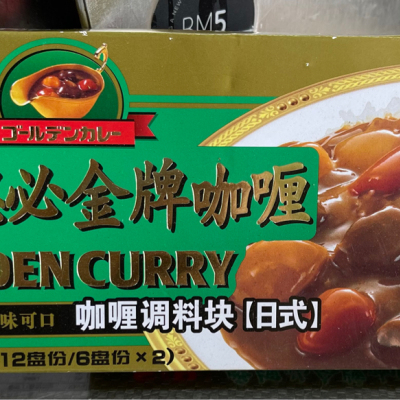 RM5
ゴールデンカレー
必金牌咖喱
DEN CURRY
味可口
咖喱调料块【日式】
12盘份/6盘份×2)